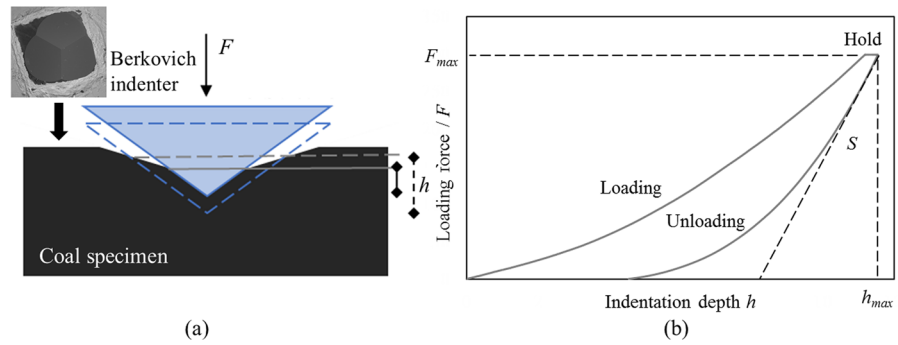 Berkovich
indenter
F
h
Coal specimen
(a)
F_max
Hold
Loading force / F
S
Loading
Unloading
Indentation depth h
h_max
(b)